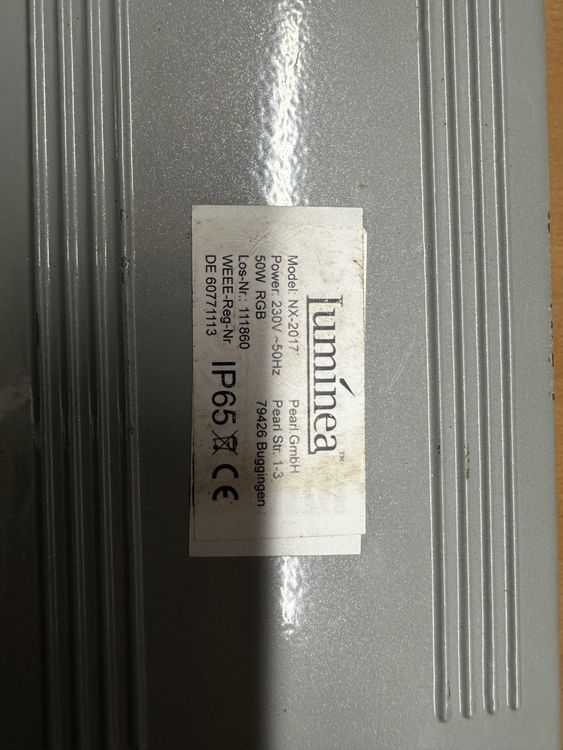 lumínea™
Model: NX-2017 Pearl GmbH
Power: 230V ~50Hz Pearl Str. 1-3
50W RGB 79426 Buggingen
Los-Nr.: 111860
WEEE-Reg-Nr.
DE 60771113
IP65 CE